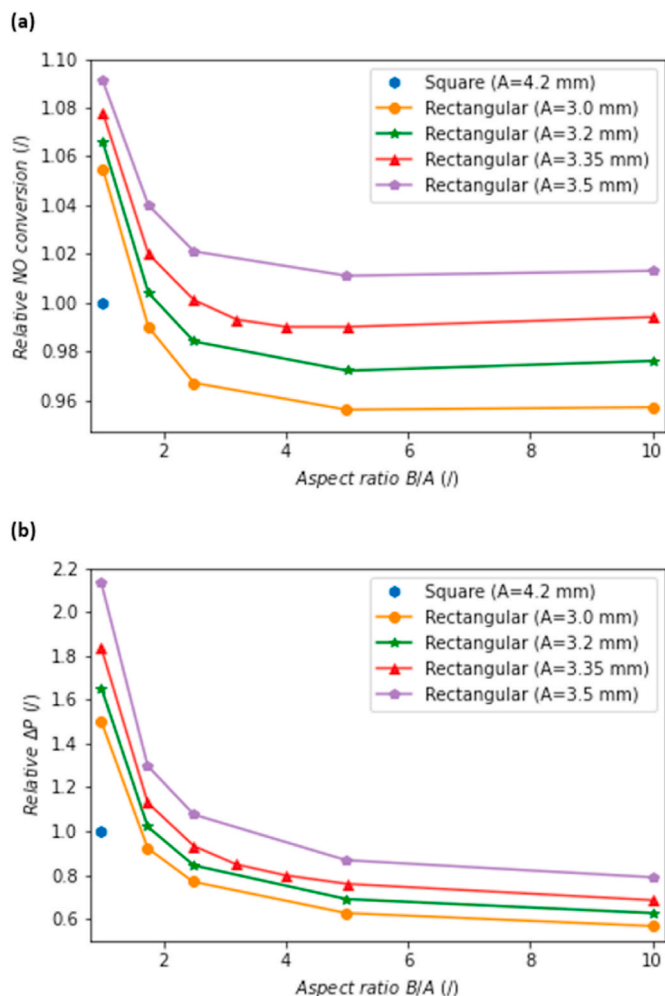 (a)
1.10
1.08
1.06
1.04
1.02
1.00
0.98
0.96
Relative NO conversion (/)
Square (A=4.2 mm)
Rectangular (A=3.0 mm)
Rectangular (A=3.2 mm)
Rectangular (A=3.35 mm)
Rectangular (A=3.5 mm)
2 4 6 8 10
Aspect ratio B/A (/)
(b)
2.2
2.0
1.8
1.6
1.4
1.2
1.0
0.8
0.6
Relative ΔP (/)
Square (A=4.2 mm)
Rectangular (A=3.0 mm)
Rectangular (A=3.2 mm)
Rectangular (A=3.35 mm)
Rectangular (A=3.5 mm)
2 4 6 8 10
Aspect ratio B/A (/)